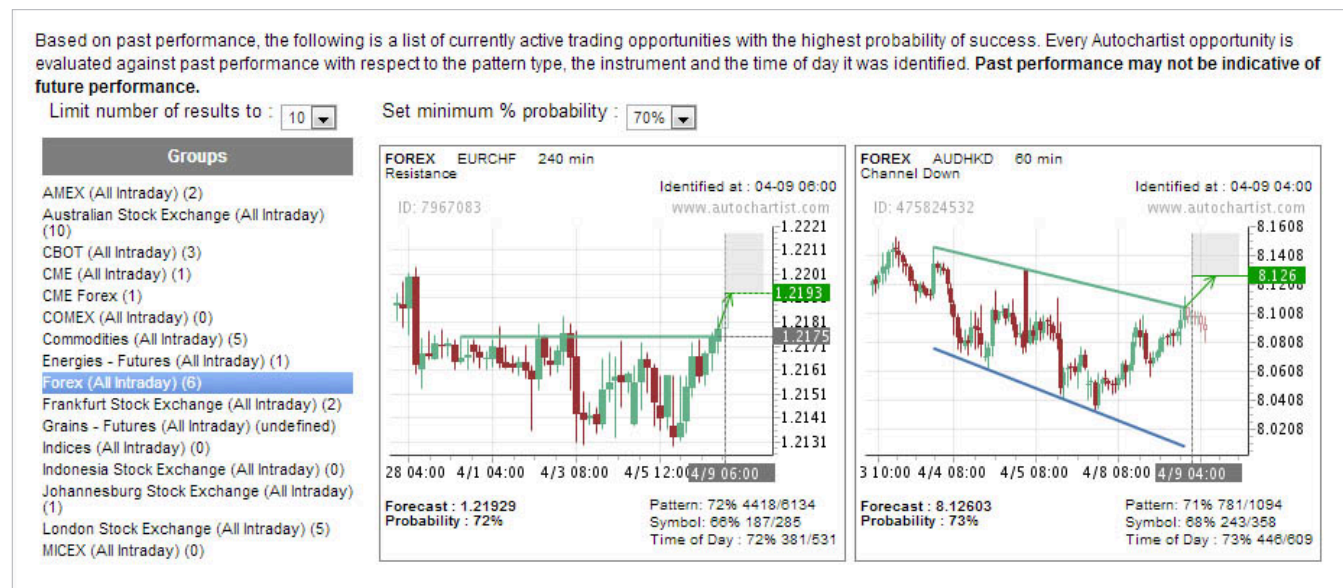 Based on past performance, the following is a list of currently active trading opportunities with the highest probability of success. Every Autochartist opportunity is
evaluated against past performance with respect to the pattern type, the instrument and the time of day it was identified. Past performance may not be indicative of
future performance.
Limit number of results to : 10 Set minimum % probability : 70%
Groups
AMEX (All Intraday) (2)
Australian Stock Exchange (All Intraday)
(10)
CBOT (All Intraday) (3)
CME (All Intraday) (1)
CME Forex (1)
COMEX (All Intraday) (0)
Commodities (All Intraday) (5)
Energies - Futures (All Intraday) (1)
Forex (All Intraday) (6)
Frankfurt Stock Exchange (All Intraday) (2)
Grains - Futures (All Intraday) (undefined)
Indices (All Intraday) (0)
Indonesia Stock Exchange (All Intraday) (0)
Johannesburg Stock Exchange (All Intraday)
(1)
London Stock Exchange (All Intraday) (5)
MICEX (All Intraday) (0)
FOREX EURCHF 240 min
Resistance
Identified at : 04-09 06:00
ID: 7967083 www.autochartist.com
1.2221
1.2211
1.2201
1.2193
1.2181
1.2175
1.2171
1.2161
1.2151
1.2141
1.2131
28 04:00 4/1 04:00 4/3 08:00 4/5 12:00 4/9 06:00
Forecast : 1.21929
Probability : 72%
Pattern: 72% 4418/6134
Symbol: 66% 187/285
Time of Day : 72% 381/531
FOREX AUDHKD 60 min
Channel Down
Identified at : 04-09 04:00
ID: 475824532 www.autochartist.com
8.1608
8.1408
8.126
8.1208
8.1008
8.0808
8.0608
8.0408
8.0208
3 10:00 4/4 08:00 4/5 08:00 4/8 08:00 4/9 04:00
Forecast : 8.12603
Probability : 73%
Pattern: 71% 781/1094
Symbol: 68% 243/358
Time of Day : 73% 446/609